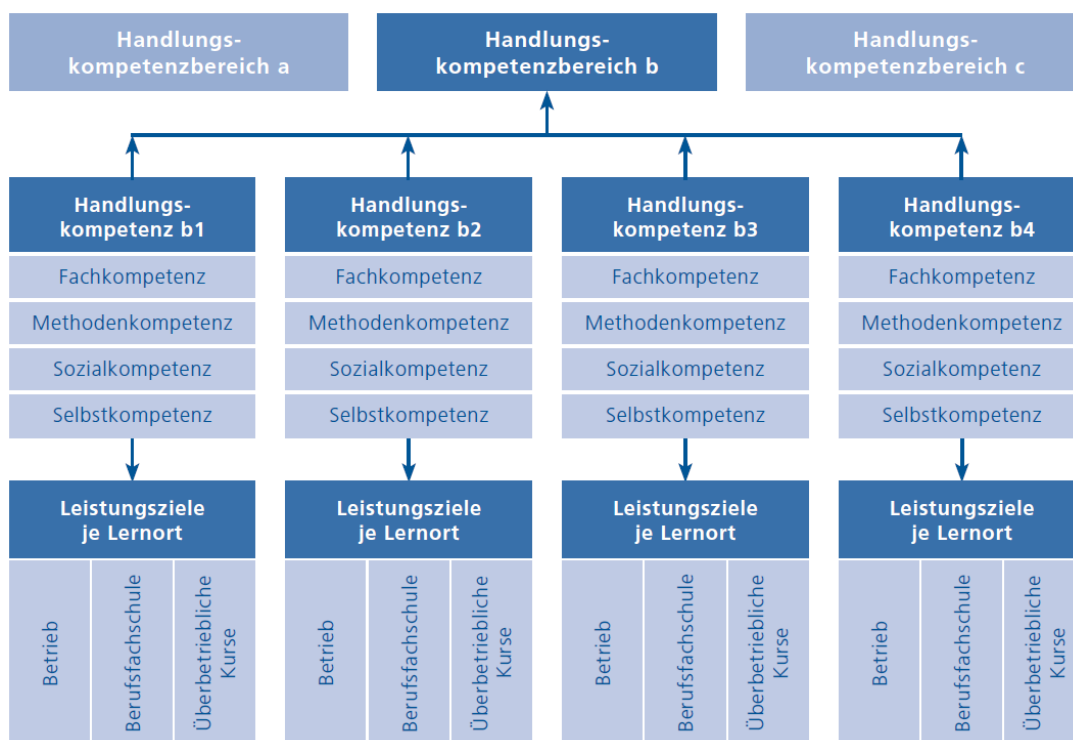 Handlungs-
kompetenzbereich a
Handlungs-
kompetenzbereich b
Handlungs-
kompetenzbereich c
Handlungs-
kompetenz b1
Fachkompetenz
Methodenkompetenz
Sozialkompetenz
Selbstkompetenz
Leistungsziele
je Lernort
Betrieb
Berufsfachschule
Überbetriebliche
Kurse
Handlungs-
kompetenz b2
Fachkompetenz
Methodenkompetenz
Sozialkompetenz
Selbstkompetenz
Leistungsziele
je Lernort
Betrieb
Berufsfachschule
Überbetriebliche
Kurse
Handlungs-
kompetenz b3
Fachkompetenz
Methodenkompetenz
Sozialkompetenz
Selbstkompetenz
Leistungsziele
je Lernort
Betrieb
Berufsfachschule
Überbetriebliche
Kurse
Handlungs-
kompetenz b4
Fachkompetenz
Methodenkompetenz
Sozialkompetenz
Selbstkompetenz
Leistungsziele
je Lernort
Betrieb
Berufsfachschule
Überbetriebliche
Kurse